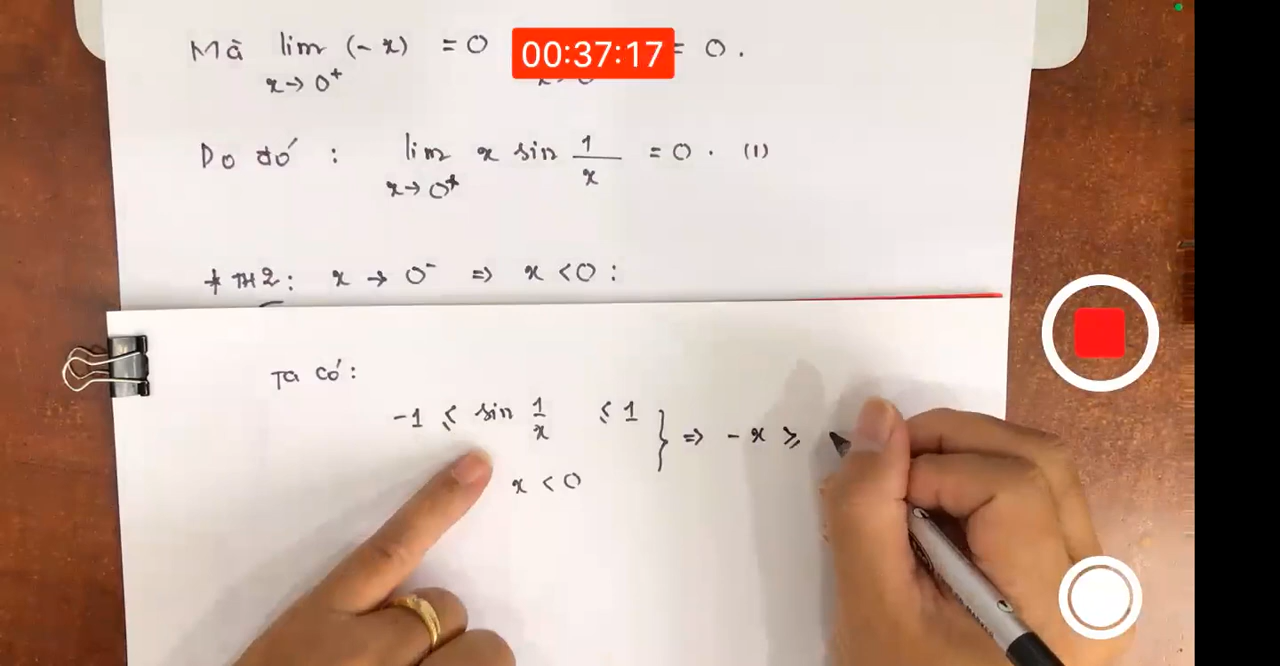 Mà lim (-x) = 0 = 0.
x→0⁺ x→0
00:37:17
Do đó: lim x sin 1/x = 0. (1)
x→0⁺
* TH2: x → 0⁻ => x < 0:
Ta có:
-1 ⩽ sin 1/x ⩽ 1 } => -x ⩾
x < 0